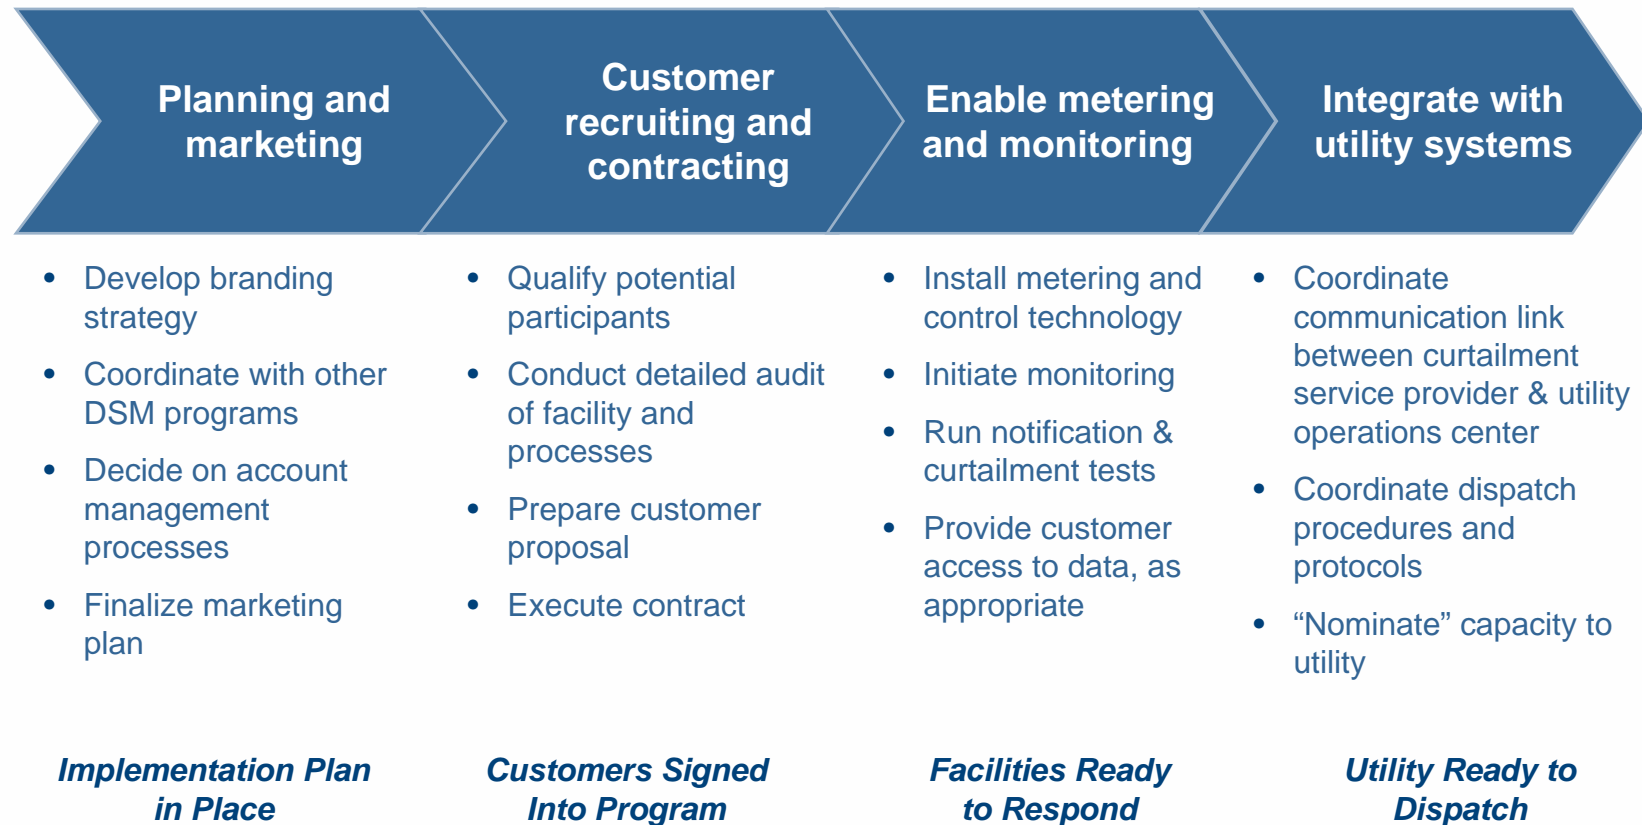 Planning and
marketing
Customer
recruiting and
contracting
Enable metering
and monitoring
Integrate with
utility systems
• Develop branding
strategy
• Coordinate with other
DSM programs
• Decide on account
management
processes
• Finalize marketing
plan
• Qualify potential
participants
• Conduct detailed audit
of facility and
processes
• Prepare customer
proposal
• Execute contract
• Install metering and
control technology
• Initiate monitoring
• Run notification &
curtailment tests
• Provide customer
access to data, as
appropriate
• Coordinate
communication link
between curtailment
service provider & utility
operations center
• Coordinate dispatch
procedures and
protocols
• “Nominate” capacity to
utility
Implementation Plan
in Place
Customers Signed
Into Program
Facilities Ready
to Respond
Utility Ready to
Dispatch